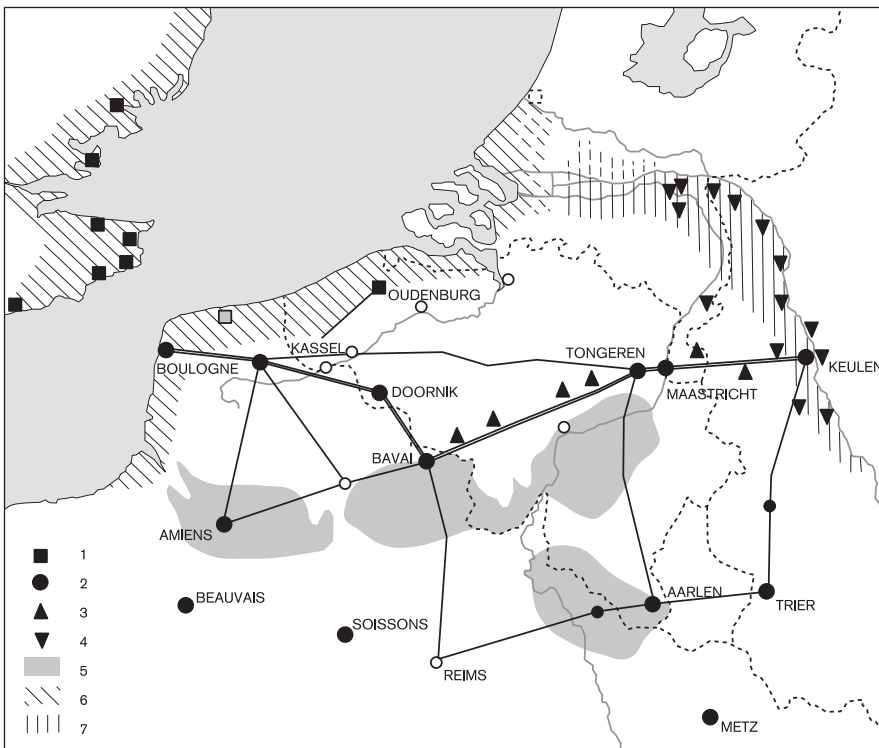 OUDENBURG
KASSEL
BOULOGNE
TONGEREN
KEULEN
MAASTRICHT
DOORNIK
BAVAI
AMIENS
1
2
3
4
5
6
7
BEAUVAIS
SOISSONS
REIMS
AARLEN
TRIER
METZ